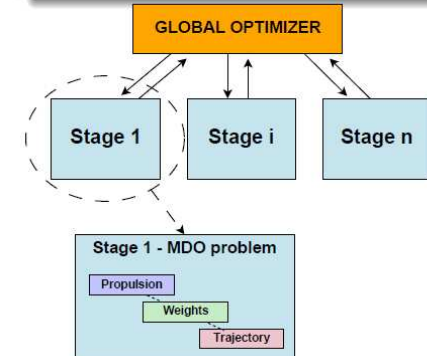 GLOBAL OPTIMIZER
Stage 1
Stage i
Stage n
Stage 1 - MDO problem
Propulsion
Weights
Trajectory